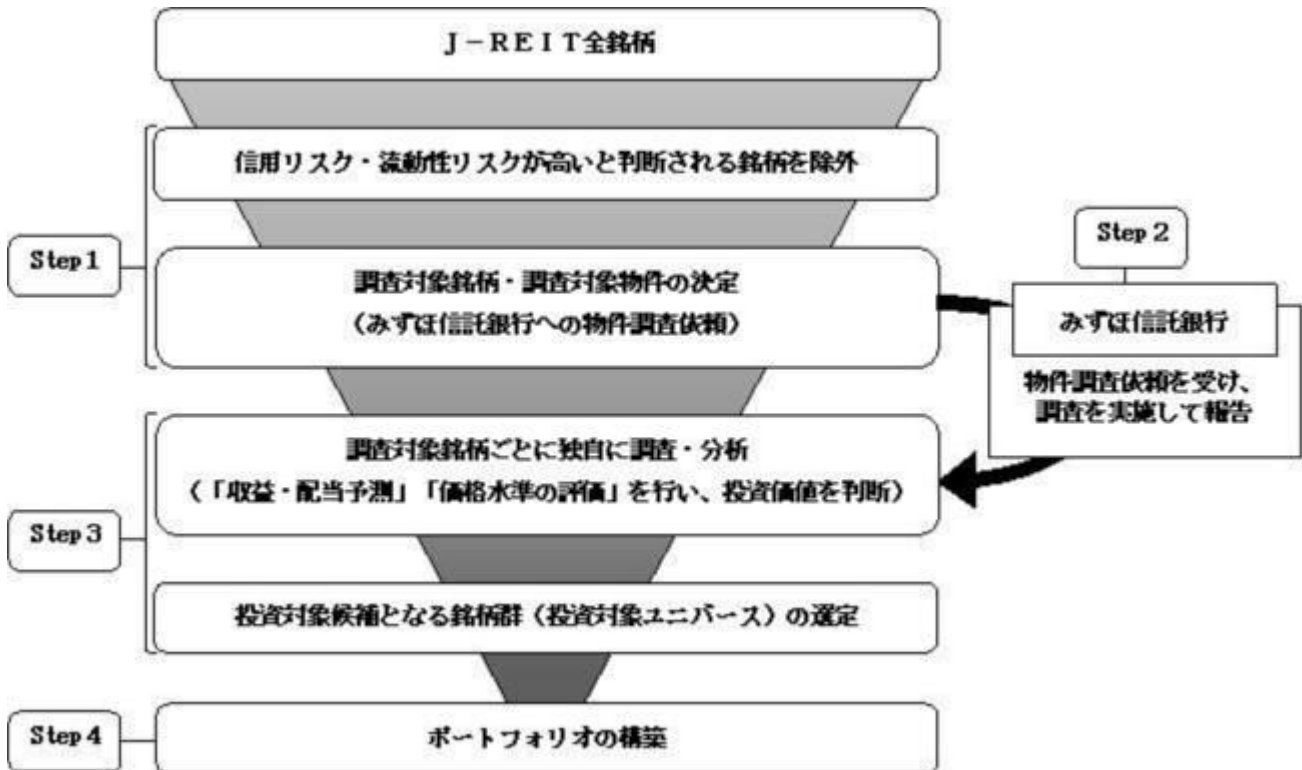 J－REIT全銘柄
信用リスク・流動性リスクが高いと判断される銘柄を除外
Step 1
調査対象銘柄・調査対象物件の決定
（みずほ信託銀行への物件調査依頼）
Step 2
みずほ信託銀行
物件調査依頼を受け、
調査を実施して報告
Step 3
調査対象銘柄ごとに独自に調査・分析
（「収益・配当予測」「価格水準の評価」を行い、投資価値を判断）
投資対象候補となる銘柄群（投資対象ユニバース）の選定
Step 4
ポートフォリオの構築